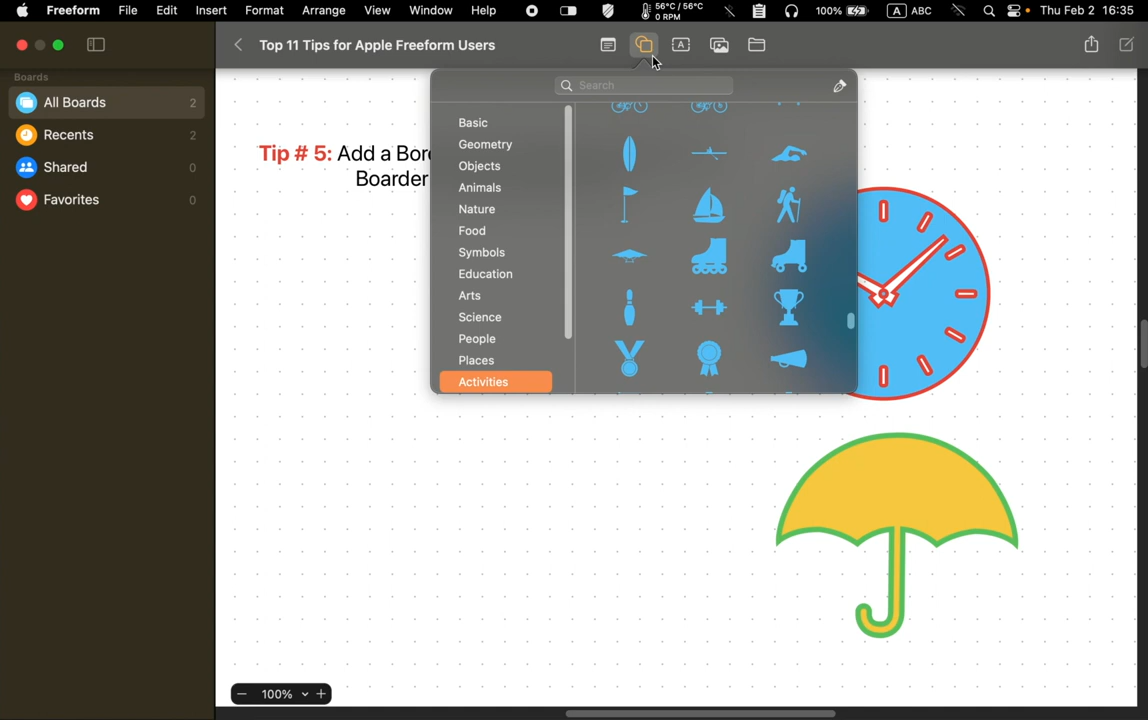 Freeform File Edit Insert Format Arrange View Window Help 56°C / 56°C 0 RPM 100% A ABC Thu Feb 2 16:35
Top 11 Tips for Apple Freeform Users A
Boards
All Boards 2
Recents 2
Shared 0
Favorites 0
Search
Tip # 5: Add a Bor
Boarder
Basic
Geometry
Objects
Animals
Nature
Food
Symbols
Education
Arts
Science
People
Places
Activities
100%